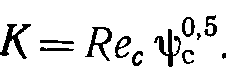 K = Re_c ψ_c^{0,5}.